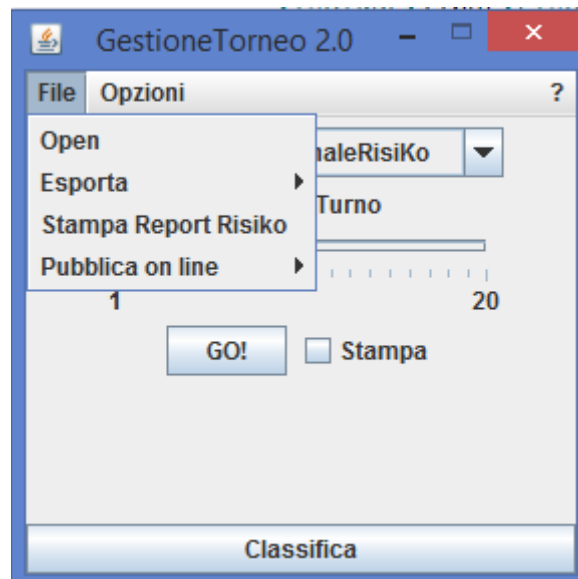 GestioneTorneo 2.0
File Opzioni ?
Open
Esporta
Stampa Report Risiko
Pubblica on line
naleRisiKo
Turno
1 20
GO! Stampa
Classifica